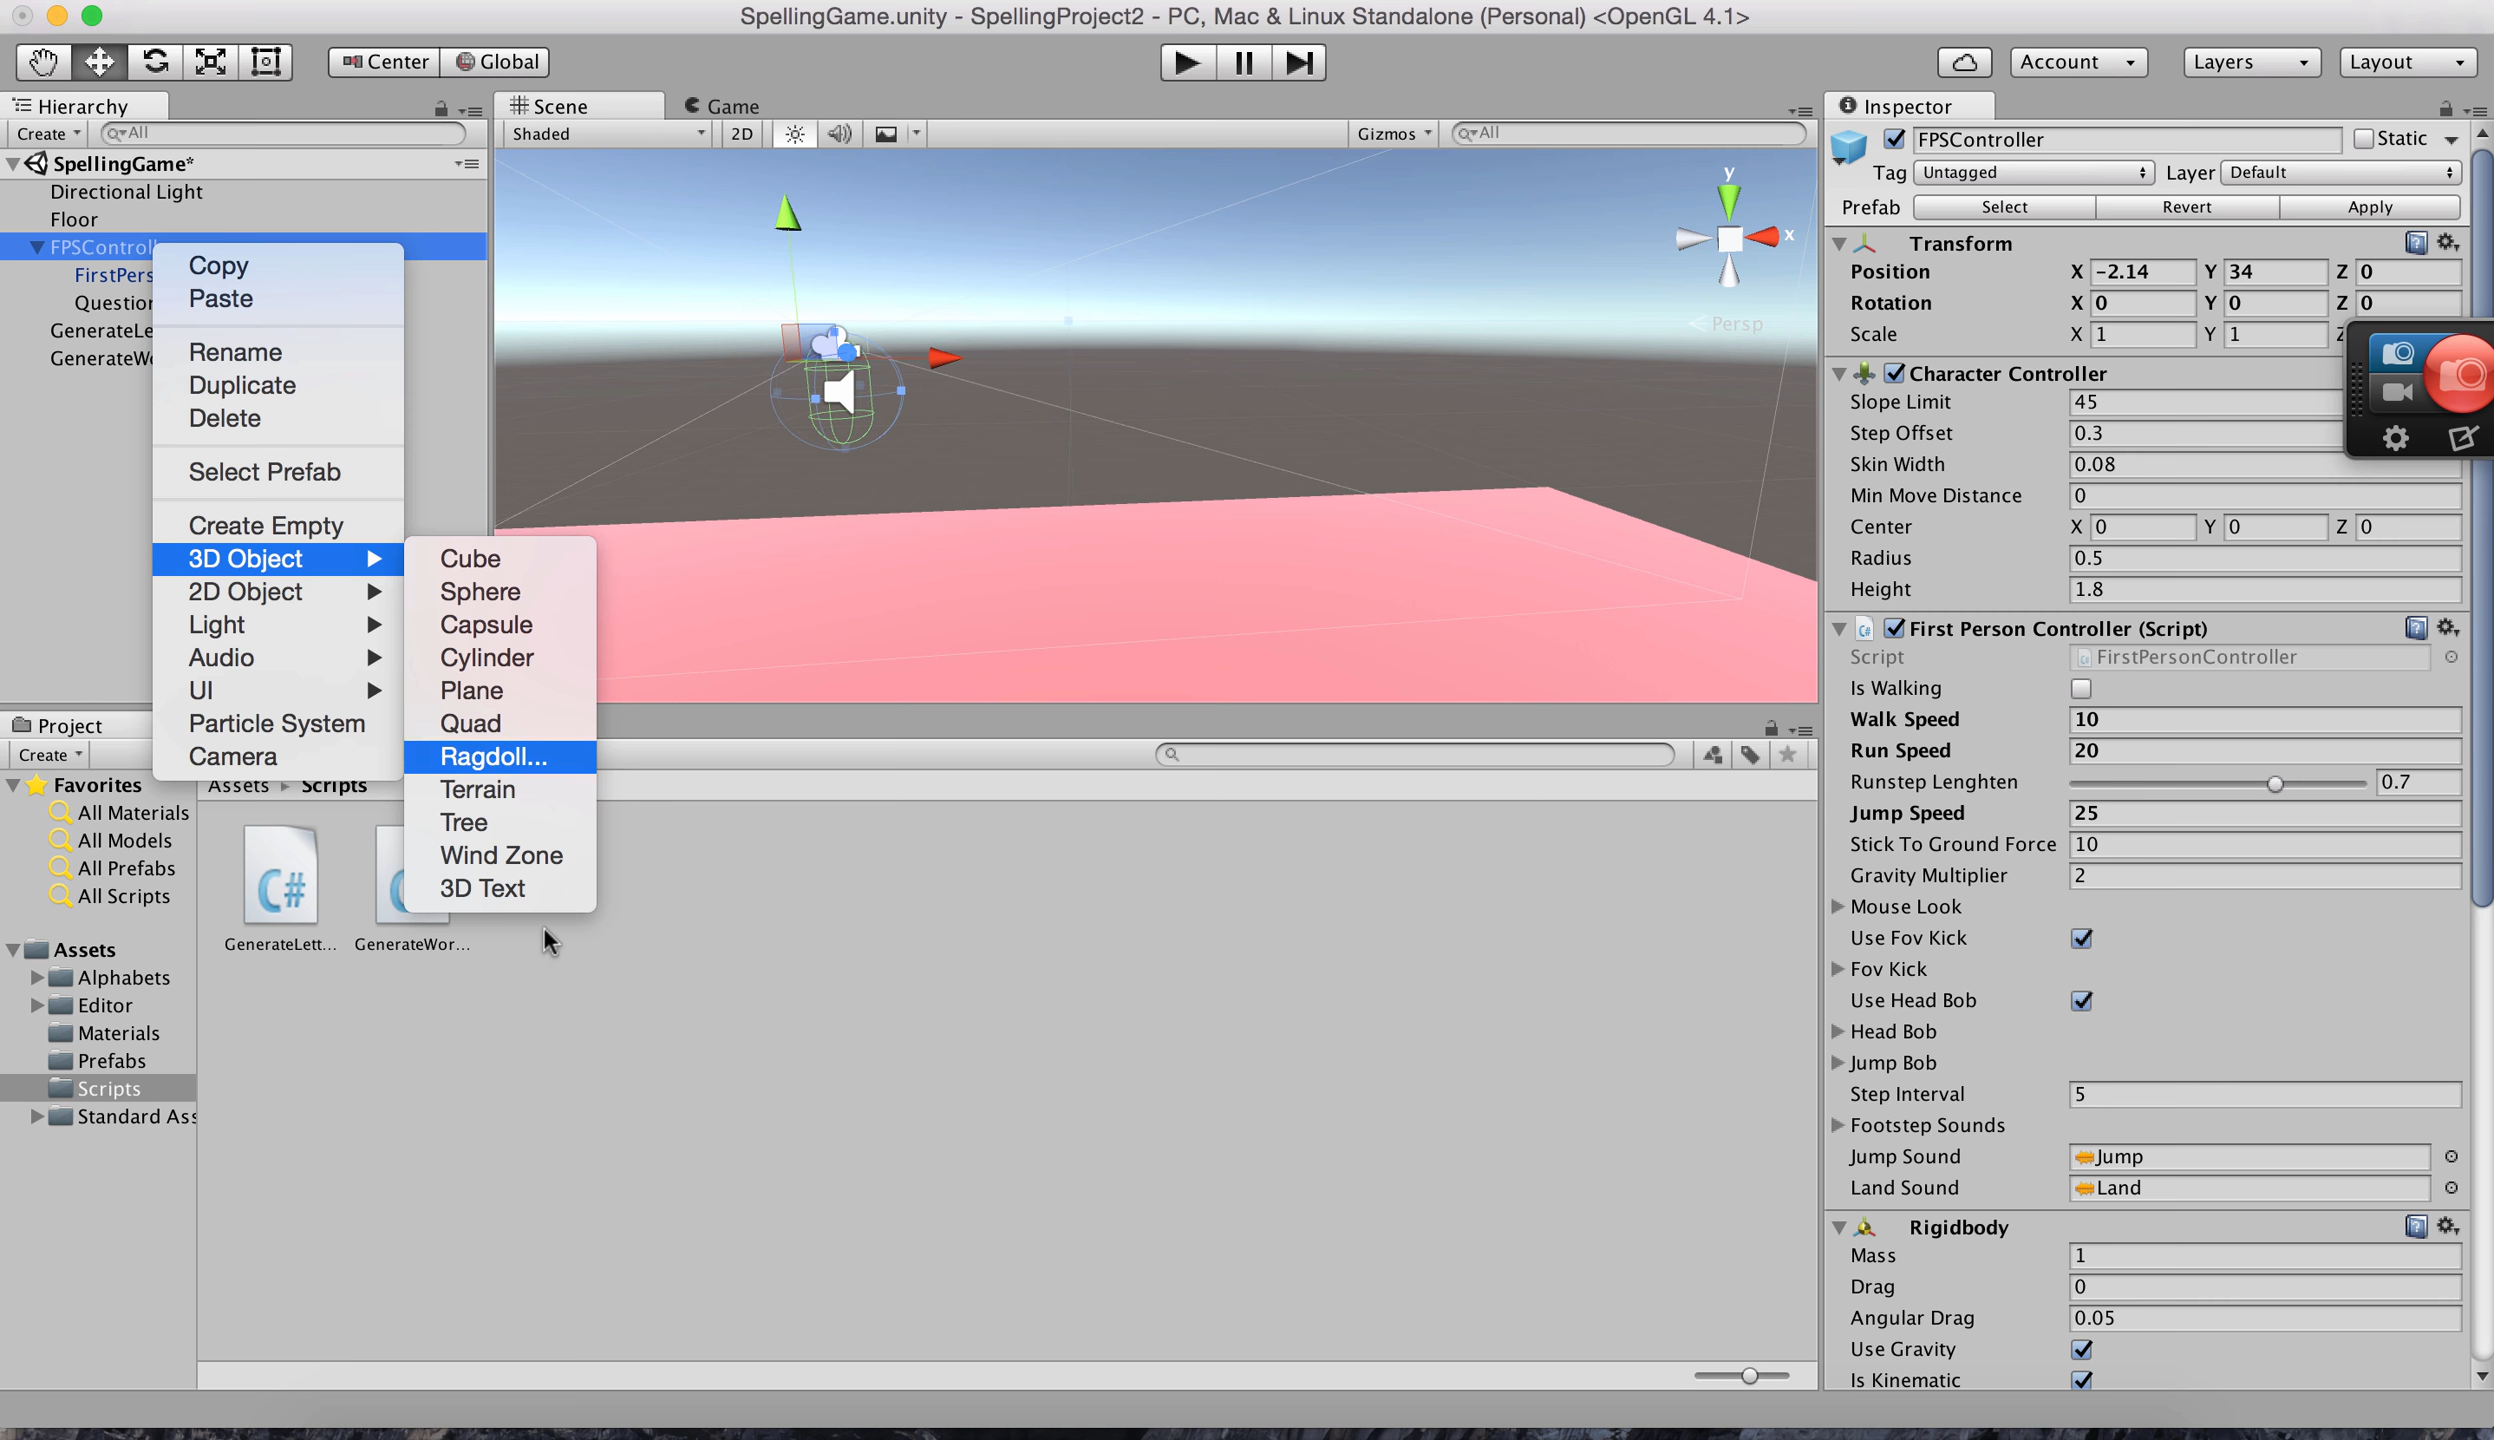 SpellingGame.unity - SpellingProject2 - PC, Mac & Linux Standalone (Personal) <OpenGL 4.1>
Center
Global
Account
Layers
Layout
Hierarchy
Create
All
SpellingGame*
Directional Light
Floor
FPSControll
FirstPers
Question
GenerateLe
GenerateWo
Copy
Paste
Rename
Duplicate
Delete
Select Prefab
Create Empty
3D Object
2D Object
Light
Audio
UI
Particle System
Camera
Cube
Sphere
Capsule
Cylinder
Plane
Quad
Ragdoll...
Terrain
Tree
Wind Zone
3D Text
Scene
Game
Shaded
2D
Gizmos
All
y
x
Persp
Project
Create
Favorites
All Materials
All Models
All Prefabs
All Scripts
Assets
Alphabets
Editor
Materials
Prefabs
Scripts
Standard Ass
Assets
Scripts
C#
GenerateLett...
GenerateWor...
Inspector
FPSController
Static
Tag Untagged Layer Default
Prefab Select Revert Apply
Transform
Position X -2.14 Y 34 Z 0
Rotation X 0 Y 0 Z 0
Scale X 1 Y 1 Z
Character Controller
Slope Limit 45
Step Offset 0.3
Skin Width 0.08
Min Move Distance 0
Center X 0 Y 0 Z 0
Radius 0.5
Height 1.8
C# First Person Controller (Script)
Script FirstPersonController
Is Walking
Walk Speed 10
Run Speed 20
Runstep Lenghten 0.7
Jump Speed 25
Stick To Ground Force 10
Gravity Multiplier 2
Mouse Look
Use Fov Kick
Fov Kick
Use Head Bob
Head Bob
Jump Bob
Step Interval 5
Footstep Sounds
Jump Sound Jump
Land Sound Land
Rigidbody
Mass 1
Drag 0
Angular Drag 0.05
Use Gravity
Is Kinematic